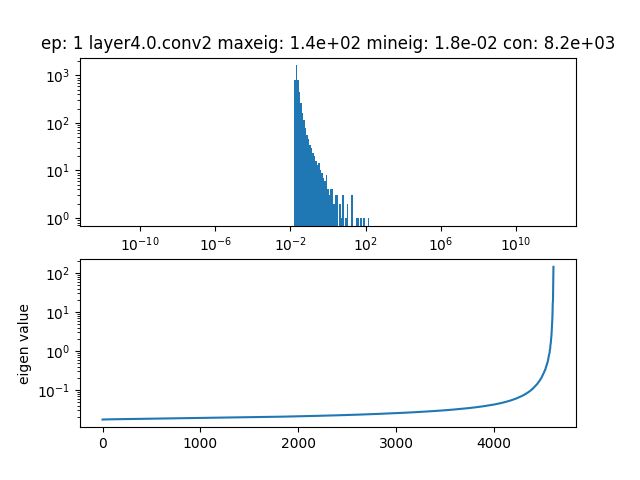 ep: 1 layer4.0.conv2 maxeig: 1.4e+02 mineig: 1.8e-02 con: 8.2e+03
10³
10²
10¹
10⁰
10⁻¹⁰ 10⁻⁶ 10⁻² 10² 10⁶ 10¹⁰
eigen value
10²
10¹
10⁰
10⁻¹
0 1000 2000 3000 4000